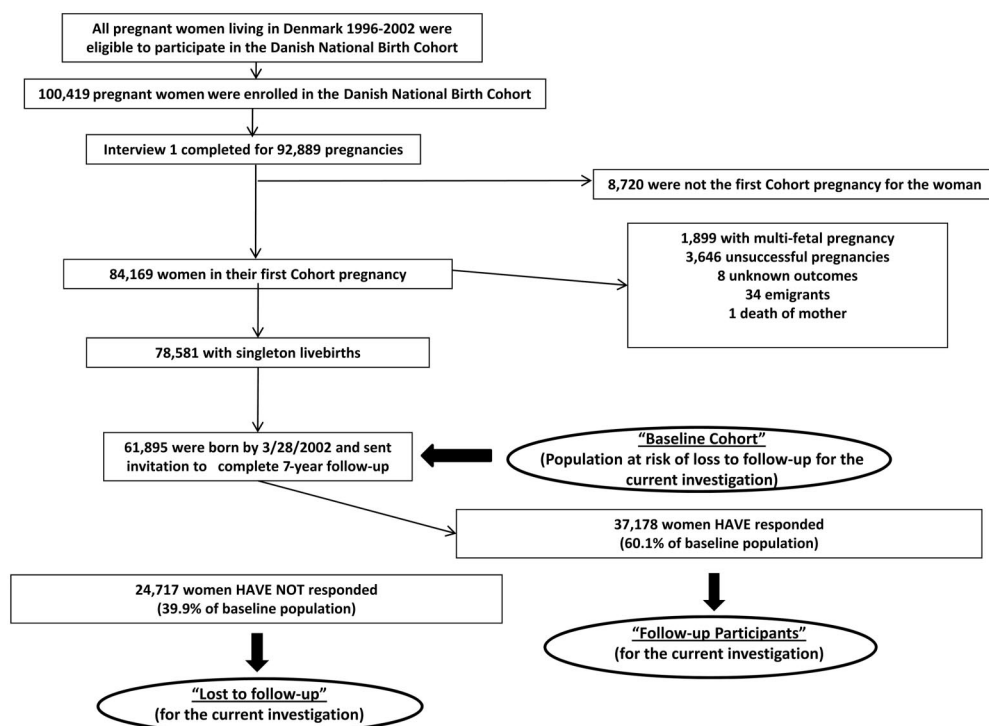 All pregnant women living in Denmark 1996-2002 were
eligible to participate in the Danish National Birth Cohort
100,419 pregnant women were enrolled in the Danish National Birth Cohort
Interview 1 completed for 92,889 pregnancies
8,720 were not the first Cohort pregnancy for the woman
1,899 with multi-fetal pregnancy
3,646 unsuccessful pregnancies
8 unknown outcomes
34 emigrants
1 death of mother
84,169 women in their first Cohort pregnancy
78,581 with singleton livebirths
61,895 were born by 3/28/2002 and sent
invitation to complete 7-year follow-up
"Baseline Cohort"
(Population at risk of loss to follow-up for the
current investigation)
37,178 women HAVE responded
(60.1% of baseline population)
24,717 women HAVE NOT responded
(39.9% of baseline population)
"Follow-up Participants"
(for the current investigation)
"Lost to follow-up"
(for the current investigation)